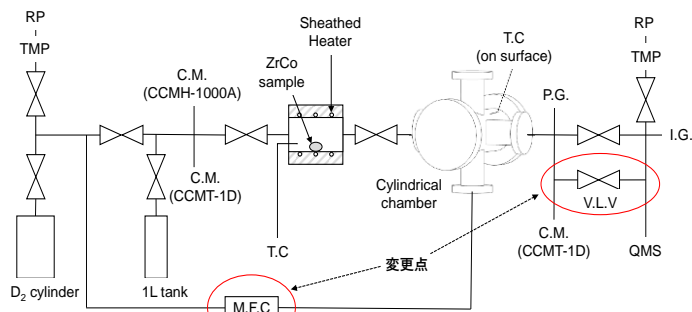 RP
TMP
C.M.
(CCMH-1000A)
Sheathed
Heater
ZrCo
sample
T.C
(on surface)
RP
TMP
P.G.
I.G.
C.M.
(CCMT-1D)
Cylindrical
chamber
V.L.V
C.M.
(CCMT-1D)
QMS
T.C
変更点
D₂ cylinder
1L tank
M.F.C